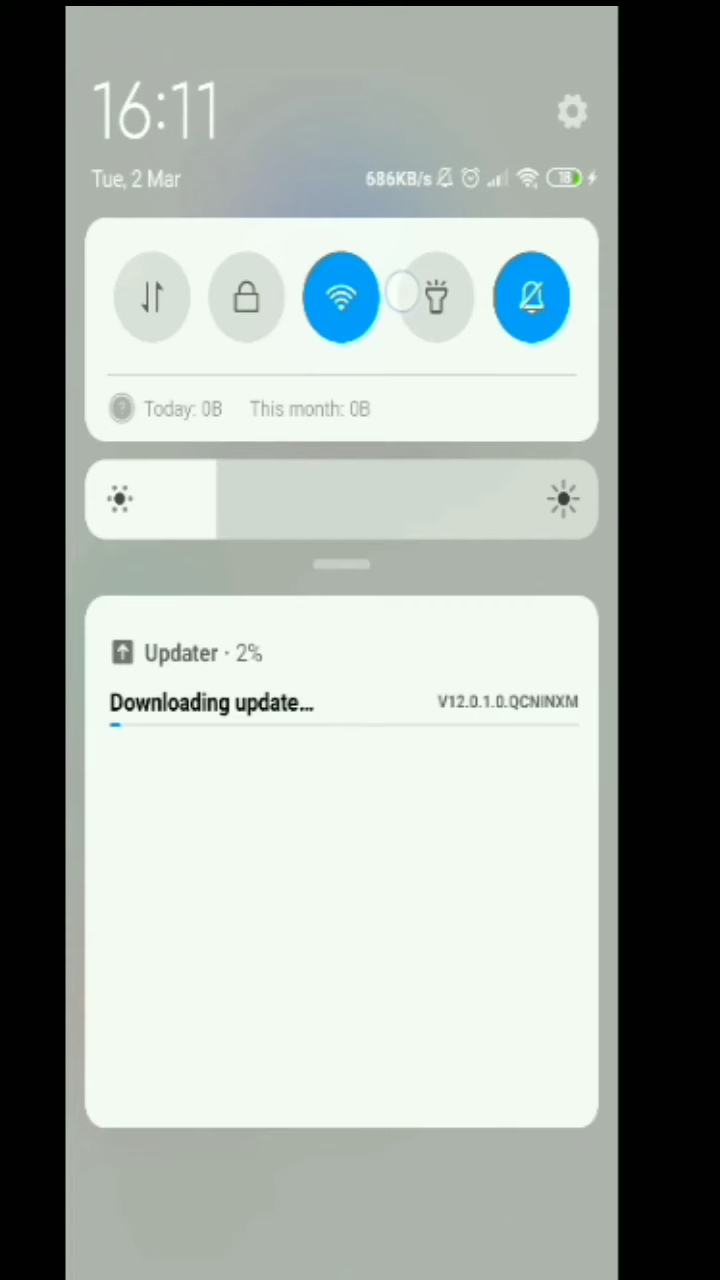 16:11
Tue, 2 Mar 686KB/s 18
Today: 0B This month: 0B
Updater · 2%
Downloading update... V12.0.1.0.QCNINXM